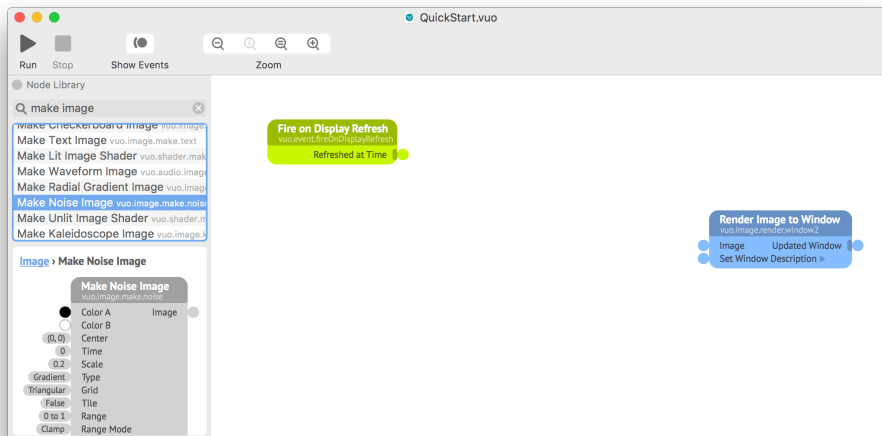 QuickStart.vuo
Run Stop Show Events Zoom
Node Library
make image
Make Checkerboard Image vuo.image.
Make Text Image vuo.image.make.text
Make Lit Image Shader vuo.shader.mak
Make Waveform Image vuo.audio.image
Make Radial Gradient Image vuo.imag
Make Noise Image vuo.image.make.nois
Make Unlit Image Shader vuo.shader.m
Make Kaleidoscope Image vuo.image.k
Image › Make Noise Image
Make Noise Image
vuo.image.make.noise
Color A Image
Color B
(0, 0) Center
0 Time
0.2 Scale
Gradient Type
Triangular Grid
False Tile
0 to 1 Range
Clamp Range Mode
Fire on Display Refresh
vuo.event.fireOnDisplayRefresh
Refreshed at Time
Render Image to Window
vuo.image.render.window2
Image Updated Window
Set Window Description